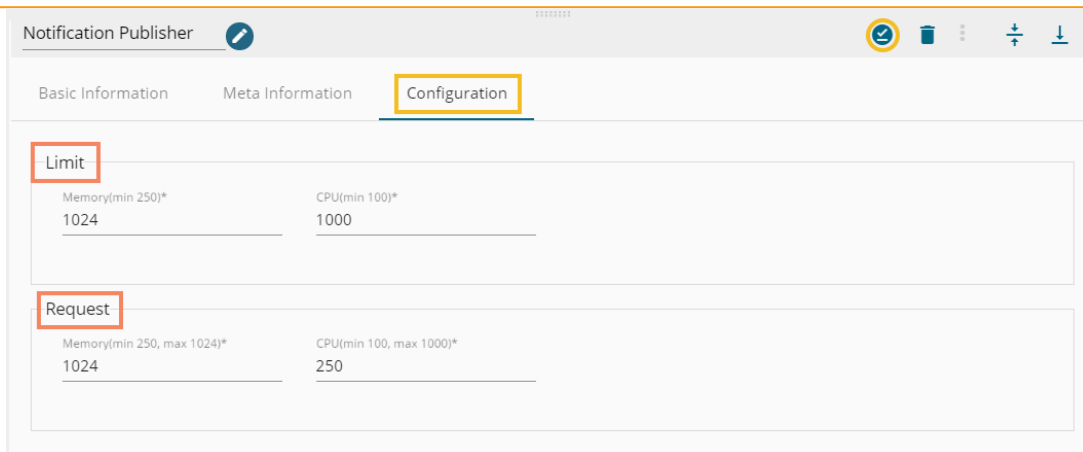 Notification Publisher
Basic Information Meta Information Configuration
Limit
Memory(min 250)* CPU(min 100)*
1024 1000
Request
Memory(min 250, max 1024)* CPU(min 100, max 1000)*
1024 250